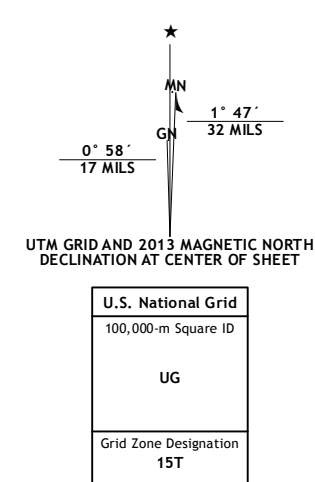 ★
MN
1° 47´
32 MILS
GN
0° 58´
17 MILS
UTM GRID AND 2013 MAGNETIC NORTH
DECLINATION AT CENTER OF SHEET
U.S. National Grid
100,000-m Square ID
UG
Grid Zone Designation
15T